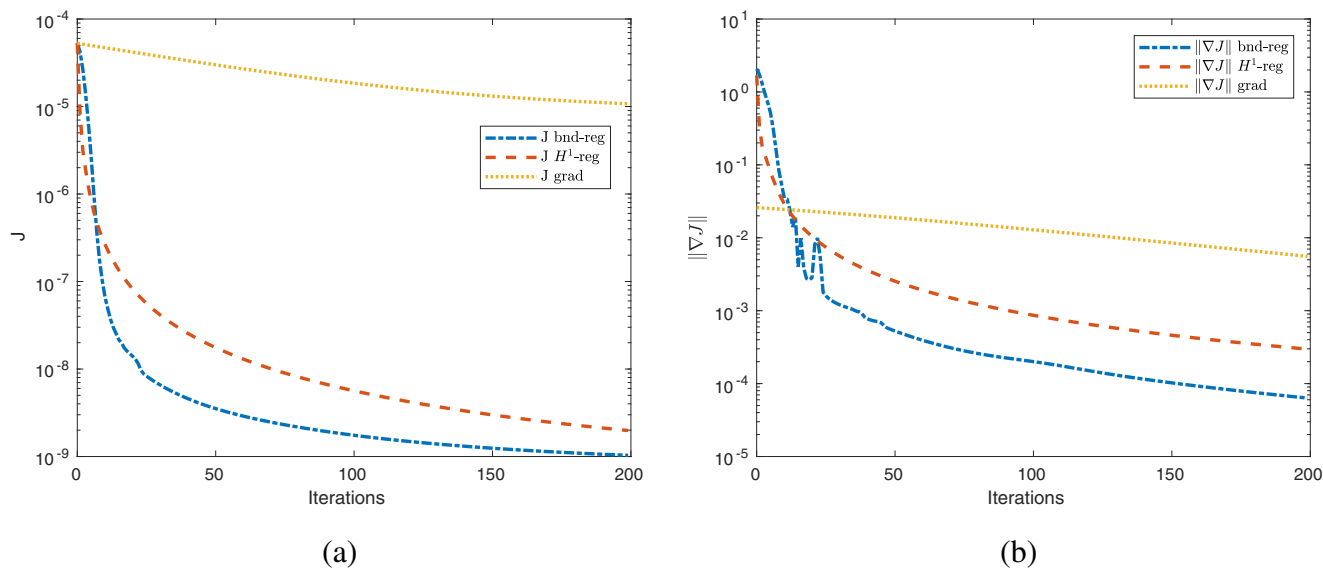 10^-4
10^-5
10^-6
10^-7
10^-8
10^-9
J
J bnd-reg
J H^1-reg
J grad
0 50 100 150 200
Iterations
(a)
10^1
10^0
10^-1
10^-2
10^-3
10^-4
10^-5
‖∇J‖
‖∇J‖ bnd-reg
‖∇J‖ H^1-reg
‖∇J‖ grad
0 50 100 150 200
Iterations
(b)